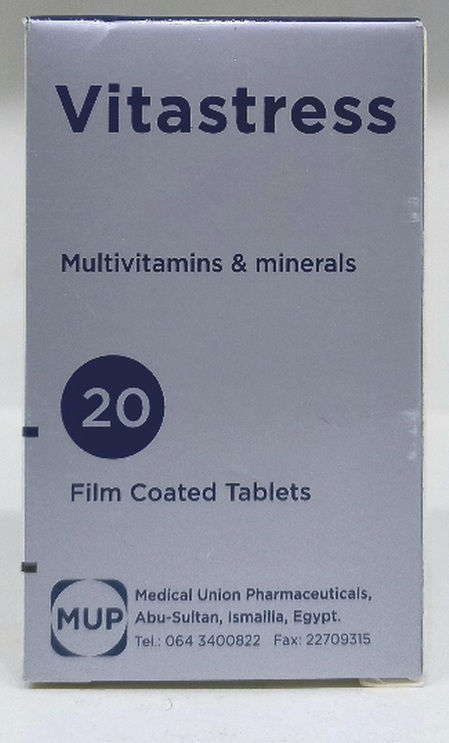 Vitastress
Multivitamins & minerals
20
Film Coated Tablets
MUP
Medical Union Pharmaceuticals,
Abu-Sultan, Ismailia, Egypt.
Tel.: 064 3400822 Fax: 22709315